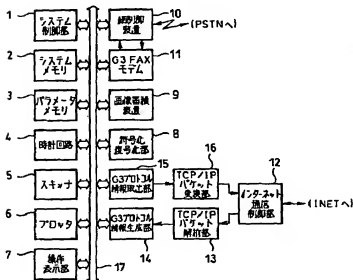 1 システム制御部
2 システムメモリ
3 パラメータメモリ
4 時計回路
5 スキャナ
6 プロッタ
7 操作表示部
10 網制御装置
(PSTNへ)
11 G3 FAXモデム
9 画像蓄積装置
8 符号化復号化部
15 G3プロトコル情報取出部
16 TCP/IPパケット変換部
12 インターネット通信制御部
(INETへ)
G3プロトコル情報生成部
14
TCP/IPパケット解析部
13
17